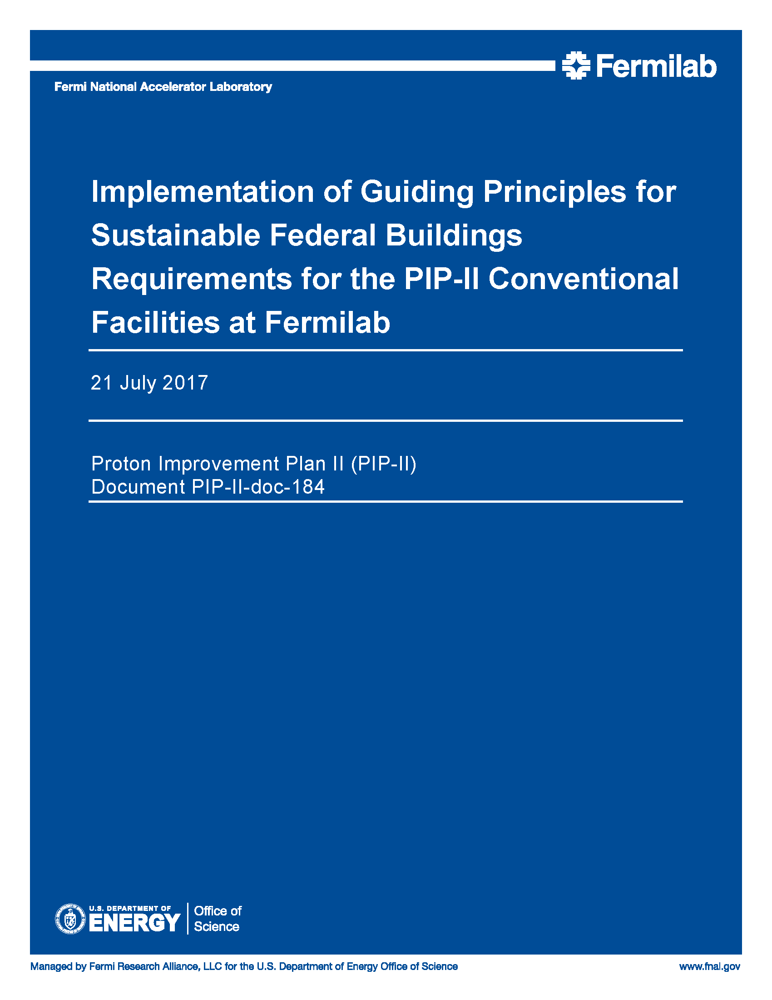 Fermilab
Fermi National Accelerator Laboratory
Implementation of Guiding Principles for
Sustainable Federal Buildings
Requirements for the PIP-II Conventional
Facilities at Fermilab
21 July 2017
Proton Improvement Plan II (PIP-II)
Document PIP-II-doc-184
U.S. DEPARTMENT OF
ENERGY
Office of
Science
Managed by Fermi Research Alliance, LLC for the U.S. Department of Energy Office of Science
www.fnal.gov